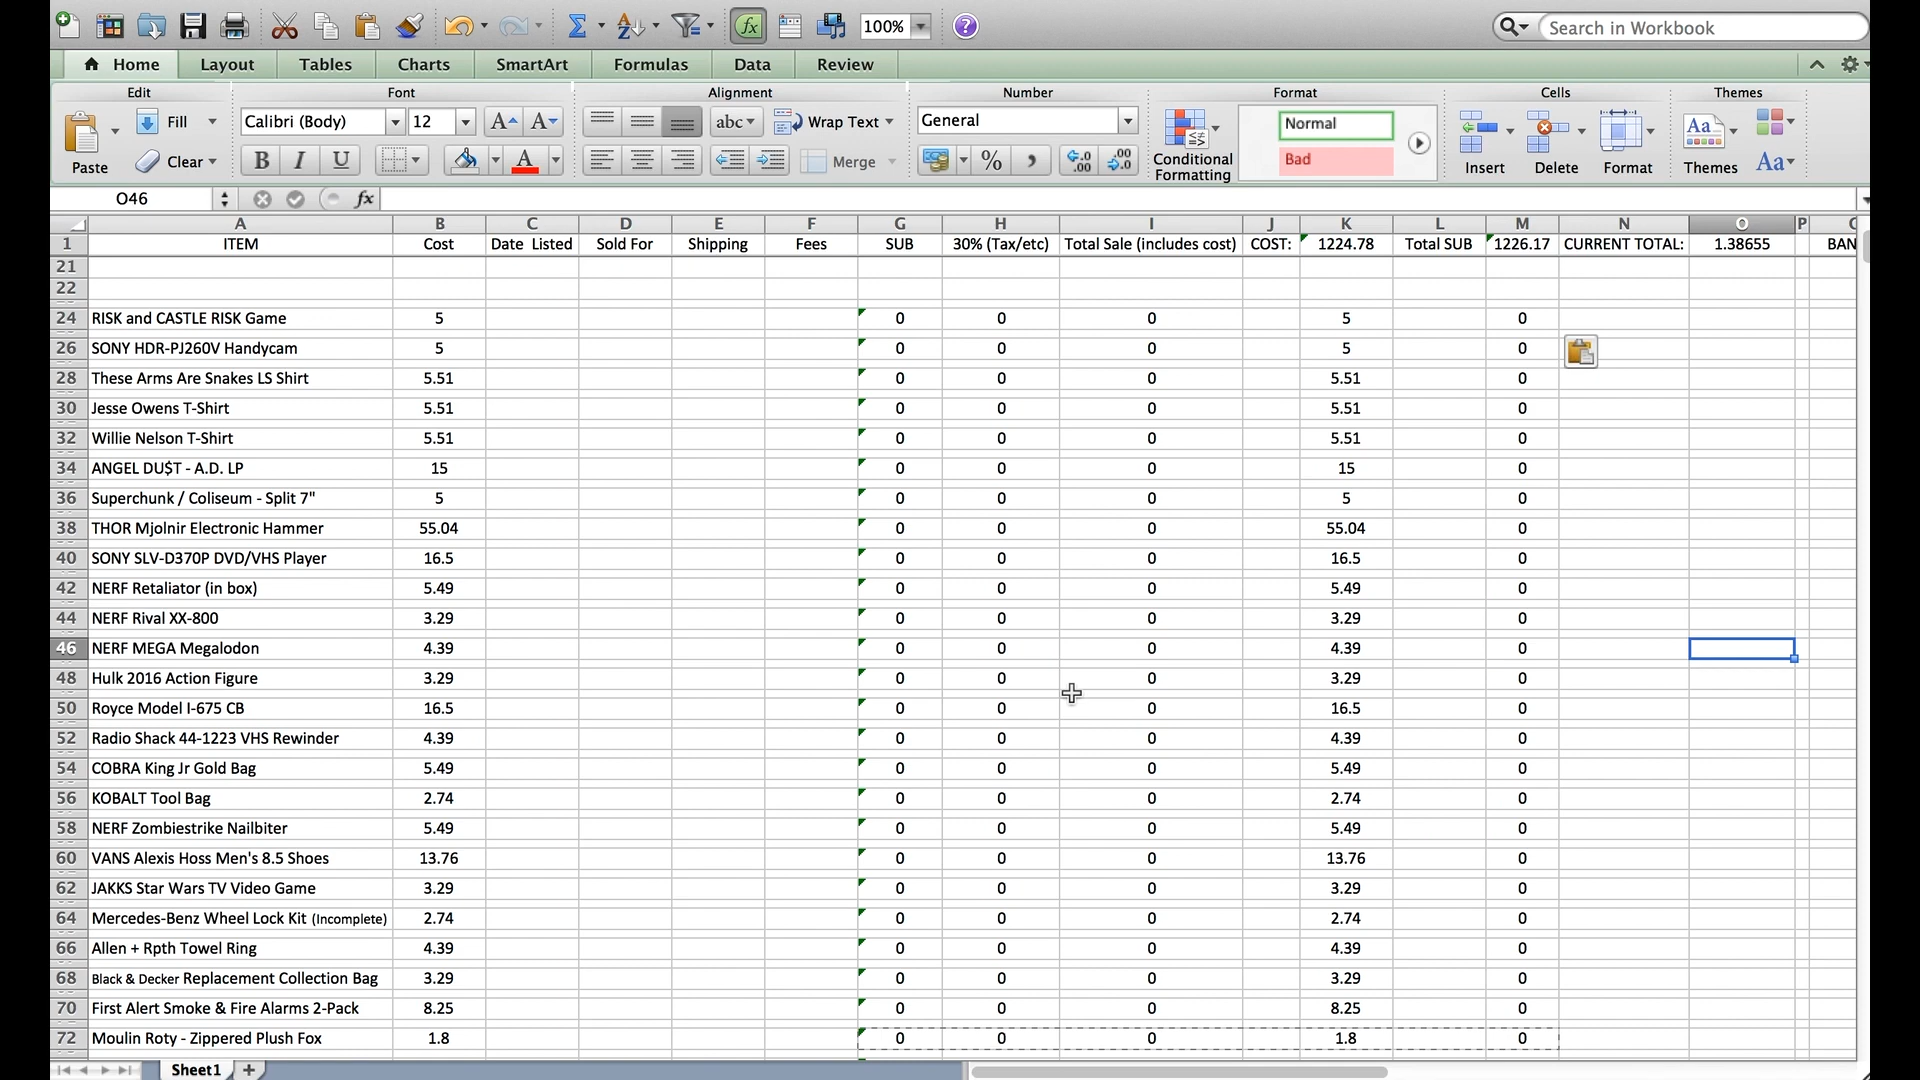 100%
?
Search in Workbook
Home Layout Tables Charts SmartArt Formulas Data Review
Edit Font Alignment Number Format Cells Themes
Fill Calibri (Body) 12 A A abc Wrap Text General Normal Aa
Paste Clear B I U A Merge % , .0 .00 .00 .0 Conditional Formatting Bad Insert Delete Format Themes Aa
O46 fx
A B C D E F G H I J K L M N O P
1 ITEM Cost Date Listed Sold For Shipping Fees SUB 30% (Tax/etc) Total Sale (includes cost) COST: 1224.78 Total SUB 1226.17 CURRENT TOTAL: 1.38655 BAN
21
22
24 RISK and CASTLE RISK Game 5 0 0 0 5 0
26 SONY HDR-PJ260V Handycam 5 0 0 0 5 0
28 These Arms Are Snakes LS Shirt 5.51 0 0 0 5.51 0
30 Jesse Owens T-Shirt 5.51 0 0 0 5.51 0
32 Willie Nelson T-Shirt 5.51 0 0 0 5.51 0
34 ANGEL DU$T - A.D. LP 15 0 0 0 15 0
36 Superchunk / Coliseum - Split 7" 5 0 0 0 5 0
38 THOR Mjolnir Electronic Hammer 55.04 0 0 0 55.04 0
40 SONY SLV-D370P DVD/VHS Player 16.5 0 0 0 16.5 0
42 NERF Retaliator (in box) 5.49 0 0 0 5.49 0
44 NERF Rival XX-800 3.29 0 0 0 3.29 0
46 NERF MEGA Megalodon 4.39 0 0 0 4.39 0
48 Hulk 2016 Action Figure 3.29 0 0 0 3.29 0
50 Royce Model I-675 CB 16.5 0 0 0 16.5 0
52 Radio Shack 44-1223 VHS Rewinder 4.39 0 0 0 4.39 0
54 COBRA King Jr Gold Bag 5.49 0 0 0 5.49 0
56 KOBALT Tool Bag 2.74 0 0 0 2.74 0
58 NERF Zombiestrike Nailbiter 5.49 0 0 0 5.49 0
60 VANS Alexis Hoss Men's 8.5 Shoes 13.76 0 0 0 13.76 0
62 JAKKS Star Wars TV Video Game 3.29 0 0 0 3.29 0
64 Mercedes-Benz Wheel Lock Kit (Incomplete) 2.74 0 0 0 2.74 0
66 Allen + Rpth Towel Ring 4.39 0 0 0 4.39 0
68 Black & Decker Replacement Collection Bag 3.29 0 0 0 3.29 0
70 First Alert Smoke & Fire Alarms 2-Pack 8.25 0 0 0 8.25 0
72 Moulin Roty - Zippered Plush Fox 1.8 0 0 0 1.8 0
Sheet1 +